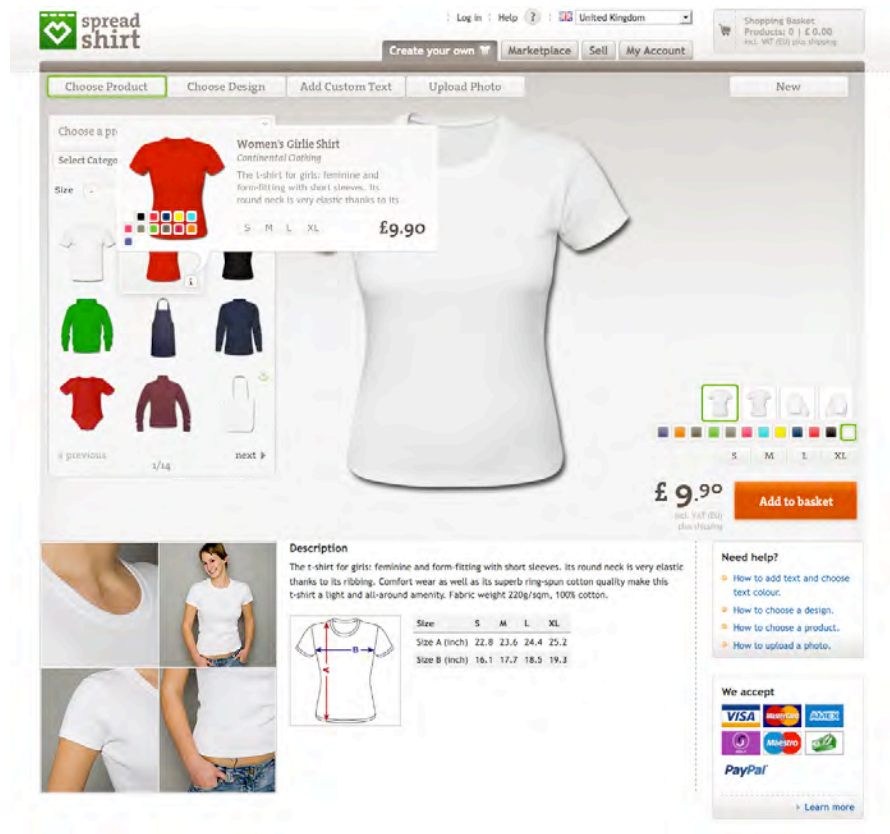 spread
shirt
Log in Help ? United Kingdom
Shopping Basket
Products: 0 | £ 0.00
excl. VAT (EU) plus shipping
Create your own Marketplace Sell My Account
Choose Product Choose Design Add Custom Text Upload Photo New
Choose a pr
Women's Girlie Shirt
Continental Clothing
Select Catego
The t-shirt for girls: feminine and
form-fitting with short sleeves. Its
round neck is very elastic thanks to its
Size -
S M L XL £9.90
i
« previous 1/14 next
S M L XL
£ 9.90
incl. VAT (EU)
plus shipping
Add to basket
Description
The t-shirt for girls: feminine and form-fitting with short sleeves. Its round neck is very elastic
thanks to its ribbing. Comfort wear as well as its superb ring-spun cotton quality make this
t-shirt a light and all-around amenity. Fabric weight 220g/sqm, 100% cotton.
A
B
Size S M L XL
Size A (inch) 22.8 23.6 24.4 25.2
Size B (inch) 16.1 17.7 18.5 19.3
Need help?
How to add text and choose
text colour.
How to choose a design.
How to choose a product.
How to upload a photo.
We accept
VISA MasterCard AMEX
Maestro
PayPal
Learn more